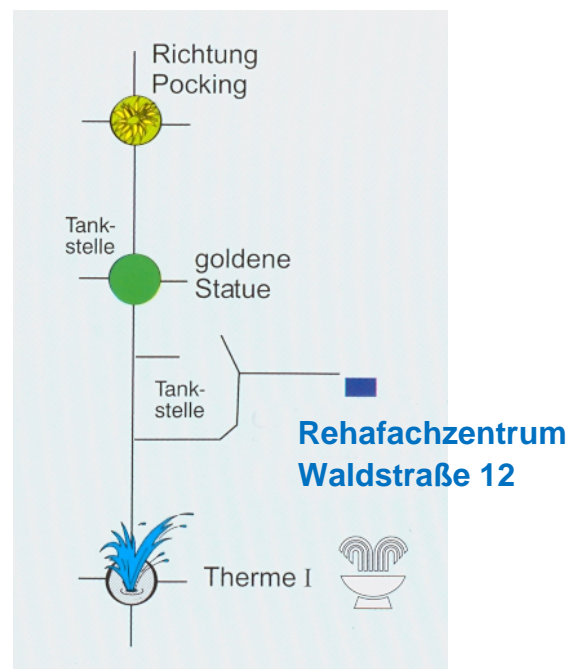 Richtung
Pocking
Tank-
stelle
goldene
Statue
Tank-
stelle
Rehafachzentrum
Waldstraße 12
Therme I